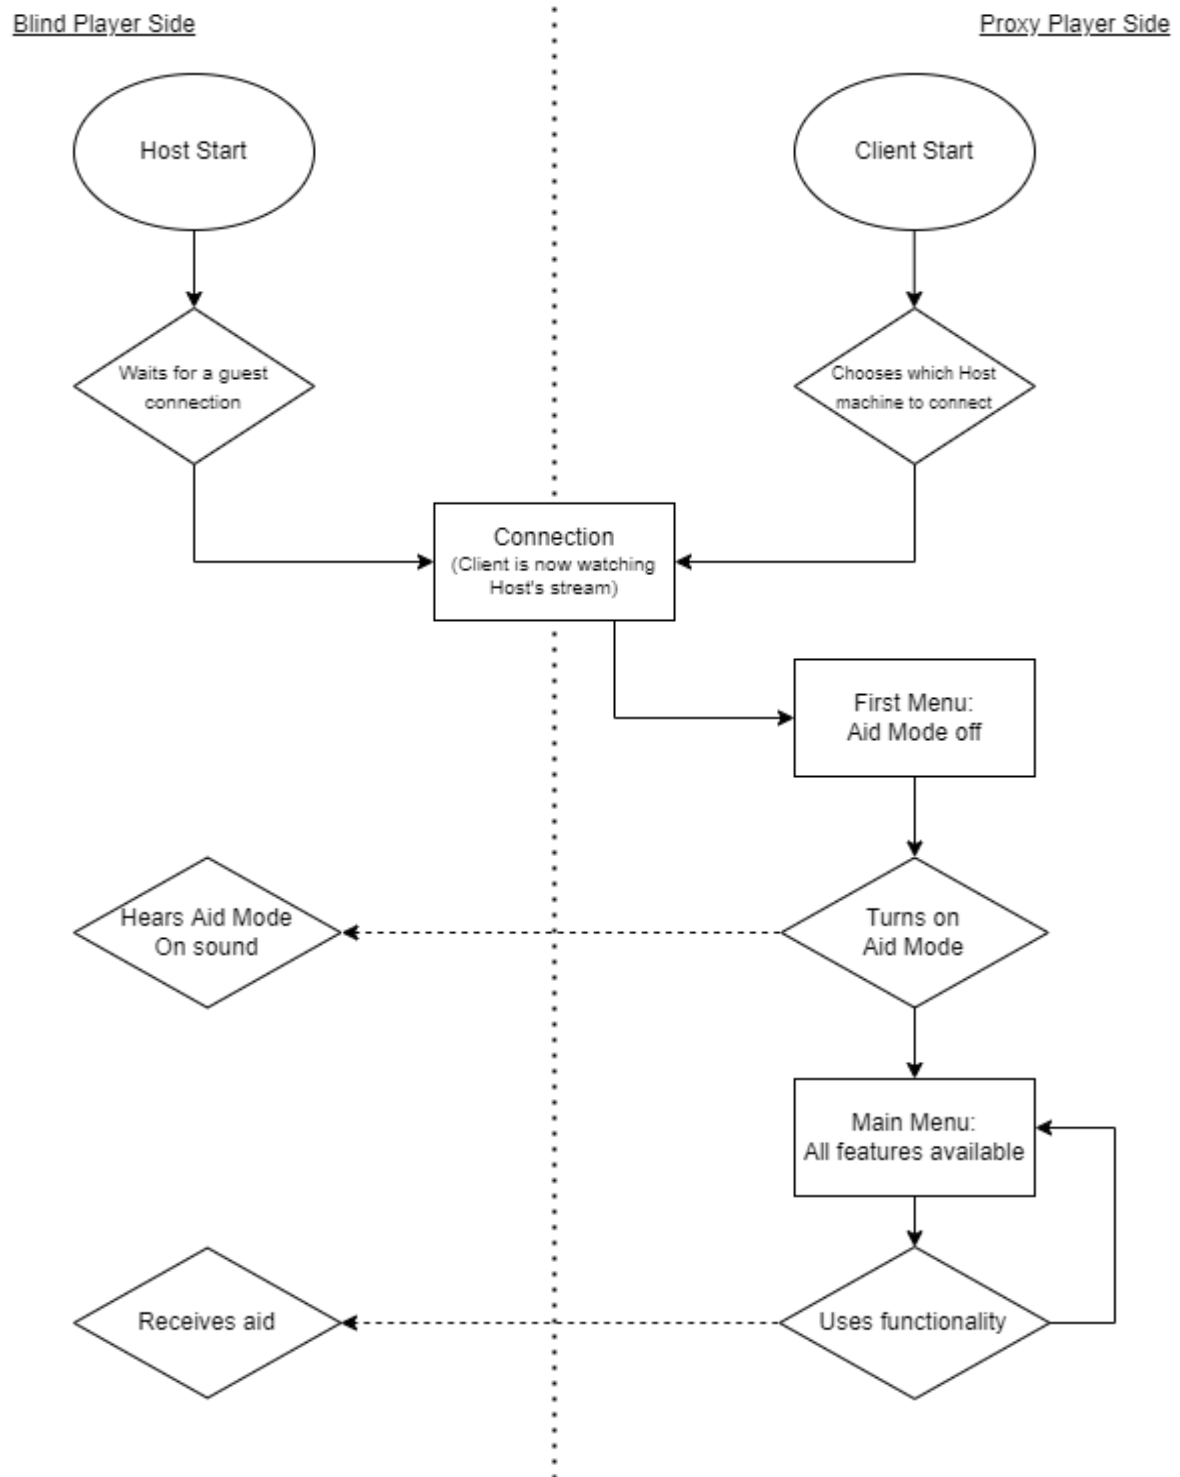 Blind Player Side
Proxy Player Side
Host Start
Client Start
Waits for a guest
connection
Chooses which Host
machine to connect
Connection
(Client is now watching
Host's stream)
First Menu:
Aid Mode off
Hears Aid Mode
On sound
Turns on
Aid Mode
Main Menu:
All features available
Receives aid
Uses functionality